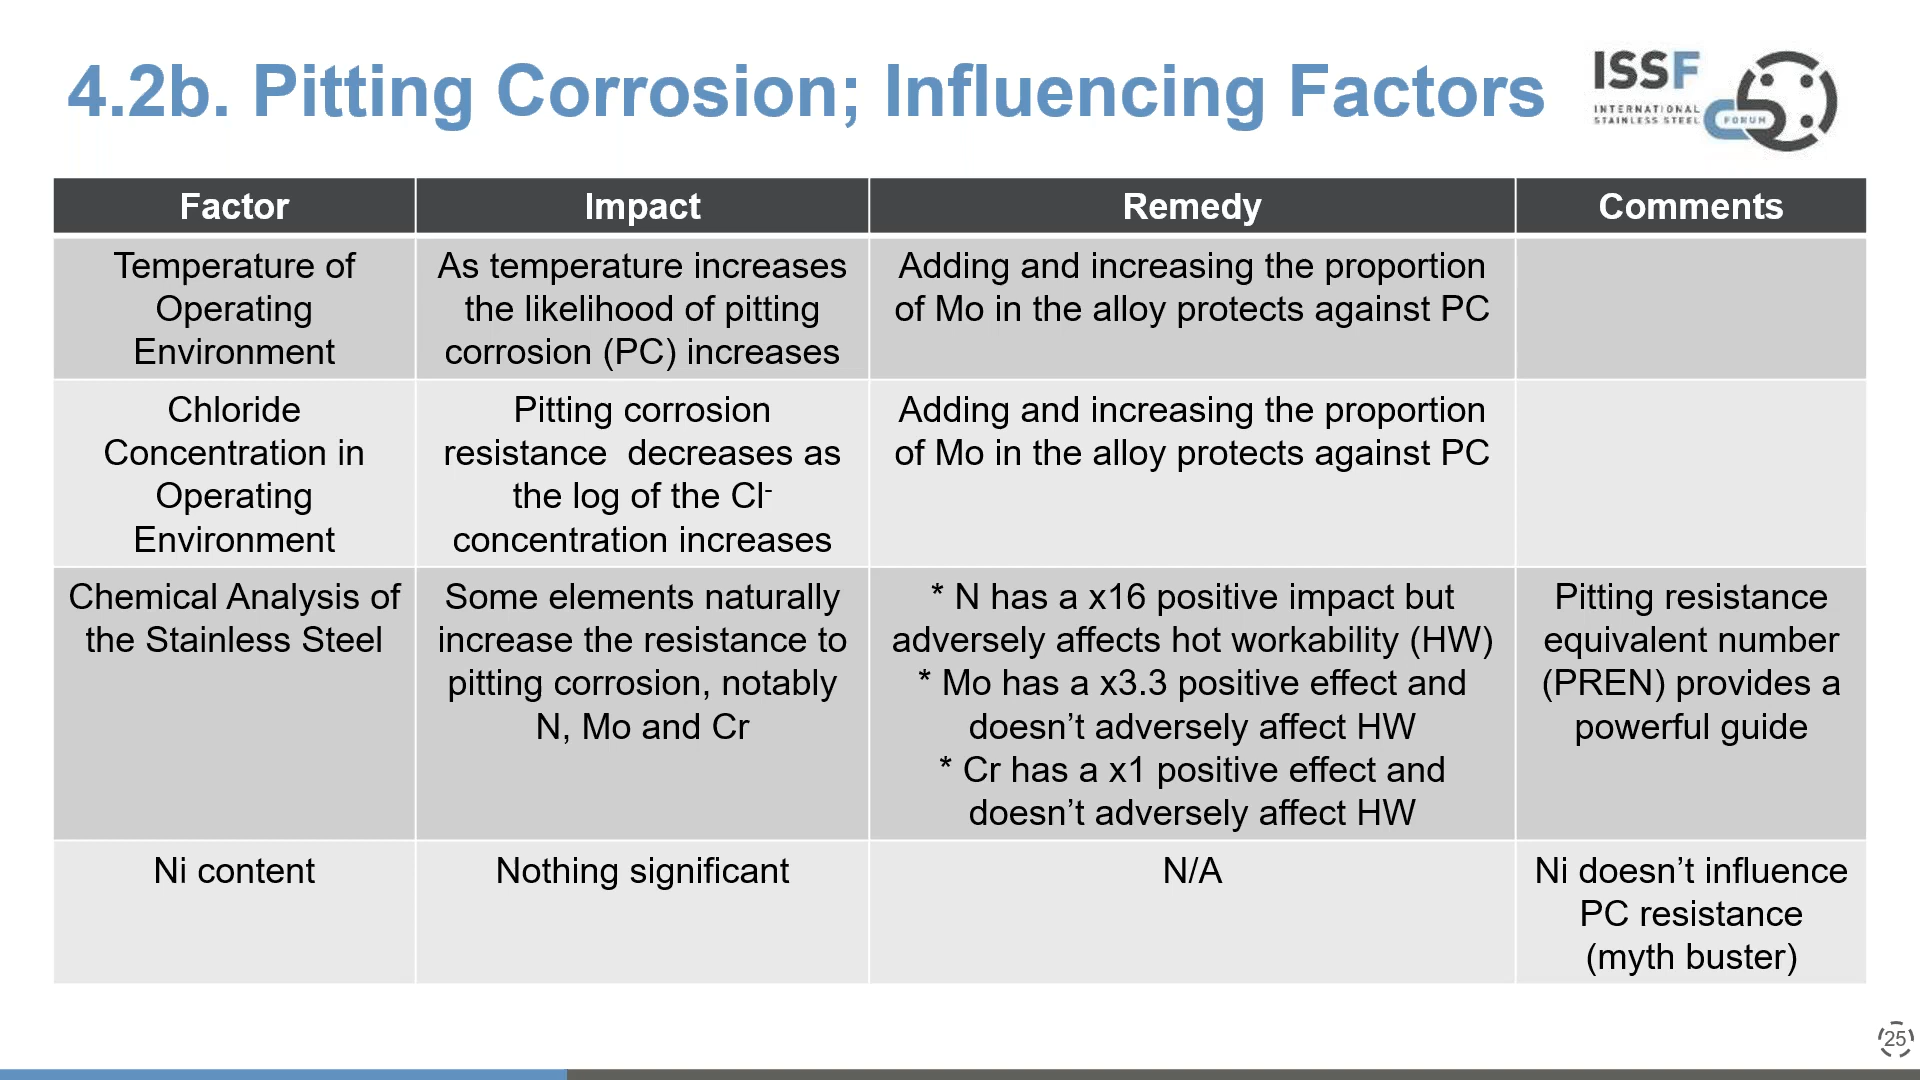 4.2b. Pitting Corrosion; Influencing Factors
ISSF
INTERNATIONAL
STAINLESS STEEL
FORUM
Factor
Impact
Remedy
Comments
Temperature of
Operating
Environment
As temperature increases
the likelihood of pitting
corrosion (PC) increases
Adding and increasing the proportion
of Mo in the alloy protects against PC
Chloride
Concentration in
Operating
Environment
Pitting corrosion
resistance  decreases as
the log of the Cl-
concentration increases
Adding and increasing the proportion
of Mo in the alloy protects against PC
Chemical Analysis of
the Stainless Steel
Some elements naturally
increase the resistance to
pitting corrosion, notably
N, Mo and Cr
* N has a x16 positive impact but
adversely affects hot workability (HW)
* Mo has a x3.3 positive effect and
doesn’t adversely affect HW
* Cr has a x1 positive effect and
doesn’t adversely affect HW
Pitting resistance
equivalent number
(PREN) provides a
powerful guide
Ni content
Nothing significant
N/A
Ni doesn’t influence
PC resistance
(myth buster)
25